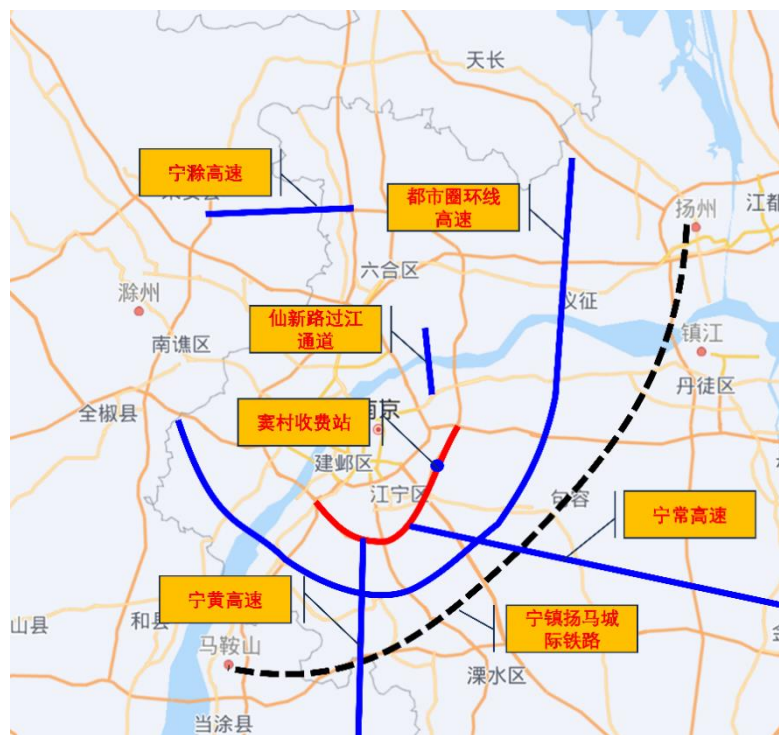 天长
宁滁高速
都市圈环线
高速
扬州
江都
六合区
滁州
仪征
仙新路过江
通道
镇江
南谯区
丹徒区
全椒县
窦村收费站
南京
建邺区
江宁区
句容
宁常高速
宁黄高速
宁镇扬马城
际铁路
和县
山县
马鞍山
溧水区
当涂县